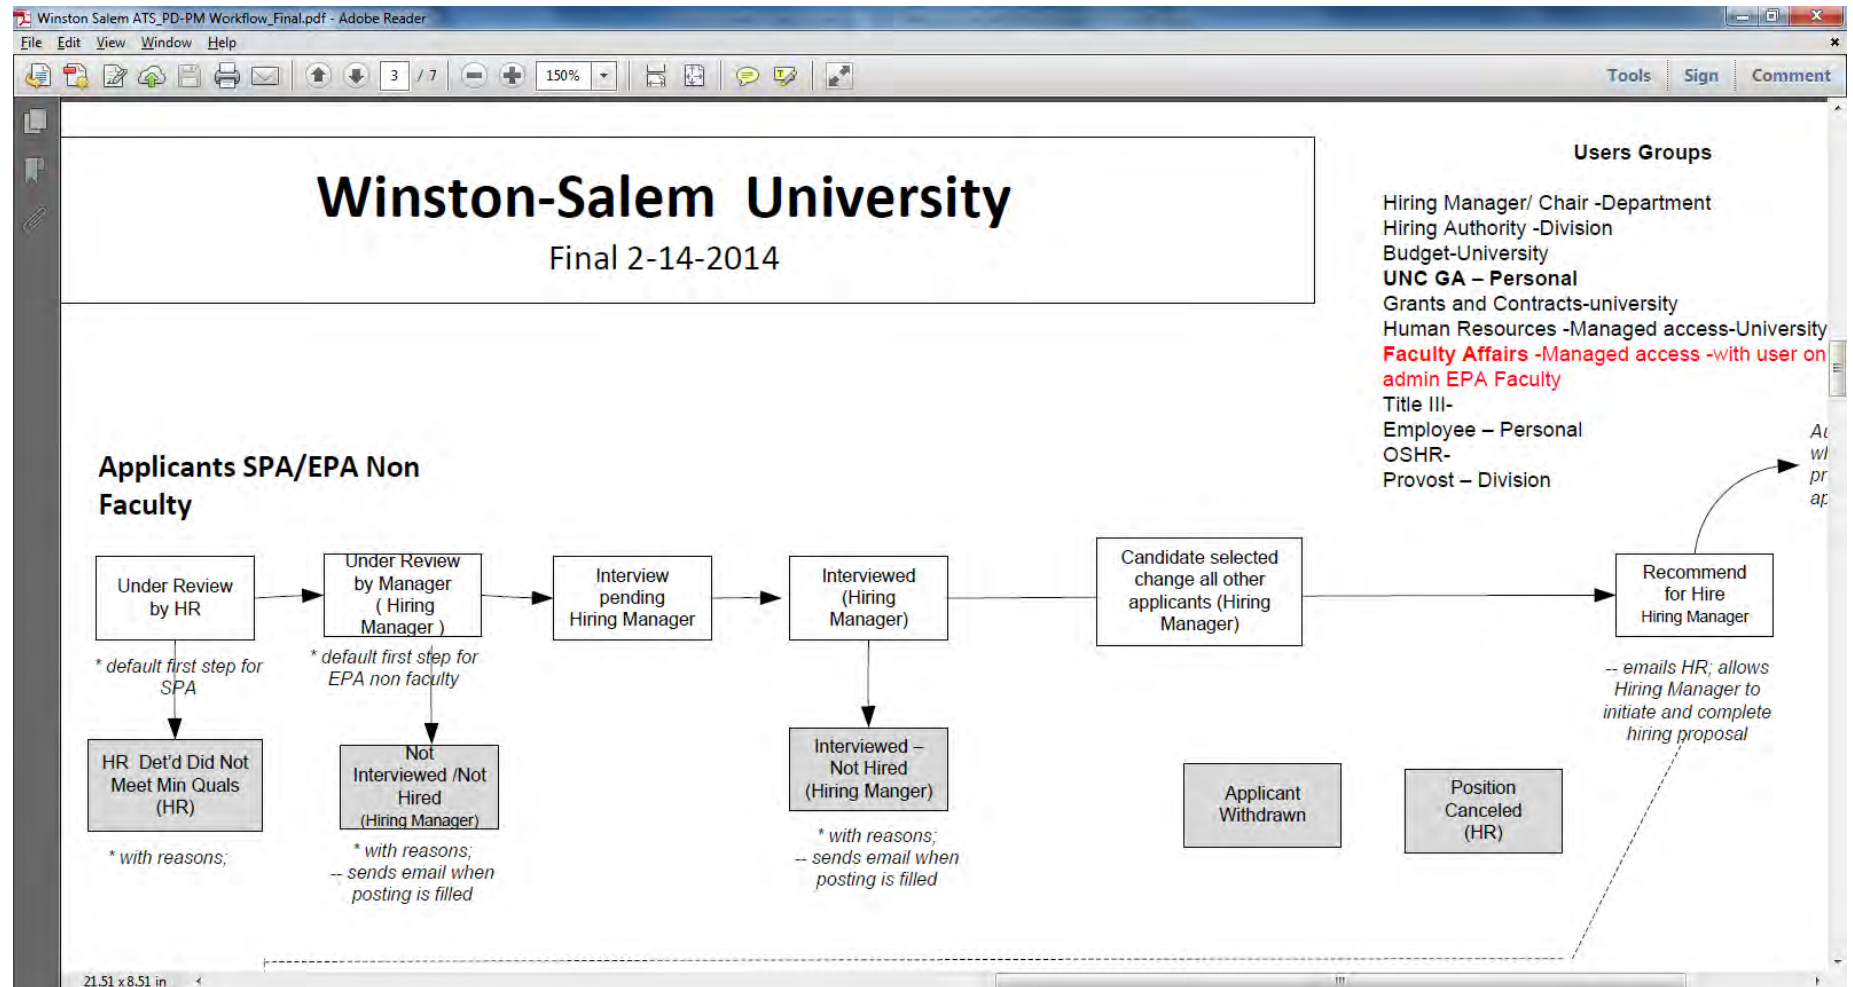 Winston Salem ATS_PD-PM Workflow_Final.pdf - Adobe Reader
File Edit View Window Help
3 / 7 150% Tools Sign Comment
Winston-Salem University
Final 2-14-2014
Users Groups
Hiring Manager/ Chair -Department
Hiring Authority -Division
Budget-University
UNC GA – Personal
Grants and Contracts-university
Human Resources -Managed access-University
Faculty Affairs -Managed access -with user on
admin EPA Faculty
Title III-
Employee – Personal
OSHR-
Provost – Division
Applicants SPA/EPA Non
Faculty
Under Review
by HR
* default first step for
SPA
HR Det'd Did Not
Meet Min Quals
(HR)
* with reasons;
Under Review
by Manager
( Hiring
Manager )
* default first step for
EPA non faculty
Not
Interviewed /Not
Hired
(Hiring Manager)
* with reasons;
-- sends email when
posting is filled
Interview
pending
Hiring Manager
Interviewed
(Hiring
Manager)
Interviewed –
Not Hired
(Hiring Manger)
* with reasons;
-- sends email when
posting is filled
Candidate selected
change all other
applicants (Hiring
Manager)
Applicant
Withdrawn
Position
Canceled
(HR)
Recommend
for Hire
Hiring Manager
-- emails HR; allows
Hiring Manager to
initiate and complete
hiring proposal
21.51 x 8.51 in